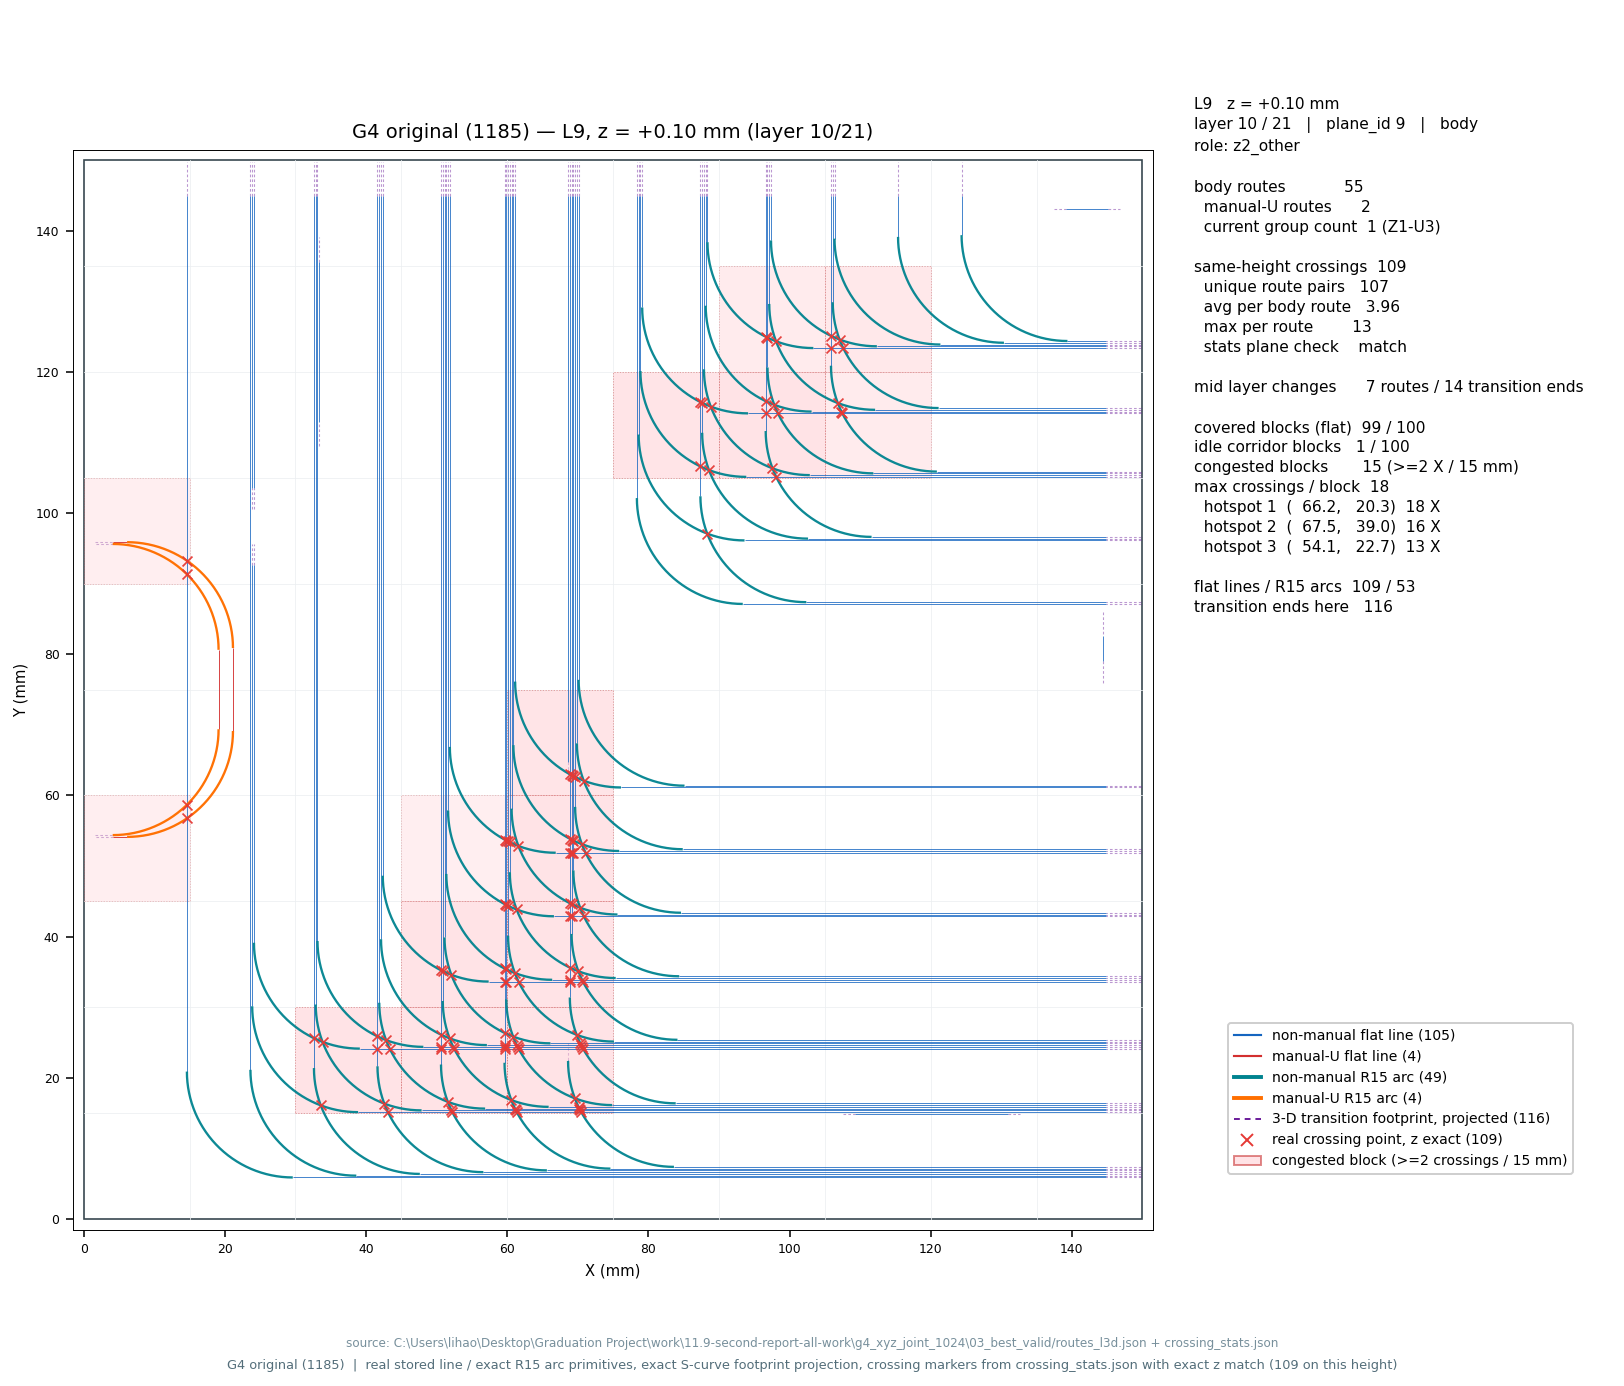 G4 original (1185) — L9, z = +0.10 mm (layer 10/21)
Y (mm)
140
120
100
80
60
40
20
0
0 20 40 60 80 100 120 140
X (mm)
L9 z = +0.10 mm
layer 10 / 21 | plane_id 9 | body
role: z2_other
body routes 55
manual-U routes 2
current group count 1 (Z1-U3)
same-height crossings 109
unique route pairs 107
avg per body route 3.96
max per route 13
stats plane check match
mid layer changes 7 routes / 14 transition ends
covered blocks (flat) 99 / 100
idle corridor blocks 1 / 100
congested blocks 15 (>=2 X / 15 mm)
max crossings / block 18
hotspot 1 ( 66.2, 20.3) 18 X
hotspot 2 ( 67.5, 39.0) 16 X
hotspot 3 ( 54.1, 22.7) 13 X
flat lines / R15 arcs 109 / 53
transition ends here 116
non-manual flat line (105)
manual-U flat line (4)
non-manual R15 arc (49)
manual-U R15 arc (4)
3-D transition footprint, projected (116)
real crossing point, z exact (109)
congested block (>=2 crossings / 15 mm)
source: C:\Users\lihao\Desktop\Graduation Project\work\11.9-second-report-all-work\g4_xyz_joint_1024\03_best_valid/routes_l3d.json + crossing_stats.json
G4 original (1185) | real stored line / exact R15 arc primitives, exact S-curve footprint projection, crossing markers from crossing_stats.json with exact z match (109 on this height)